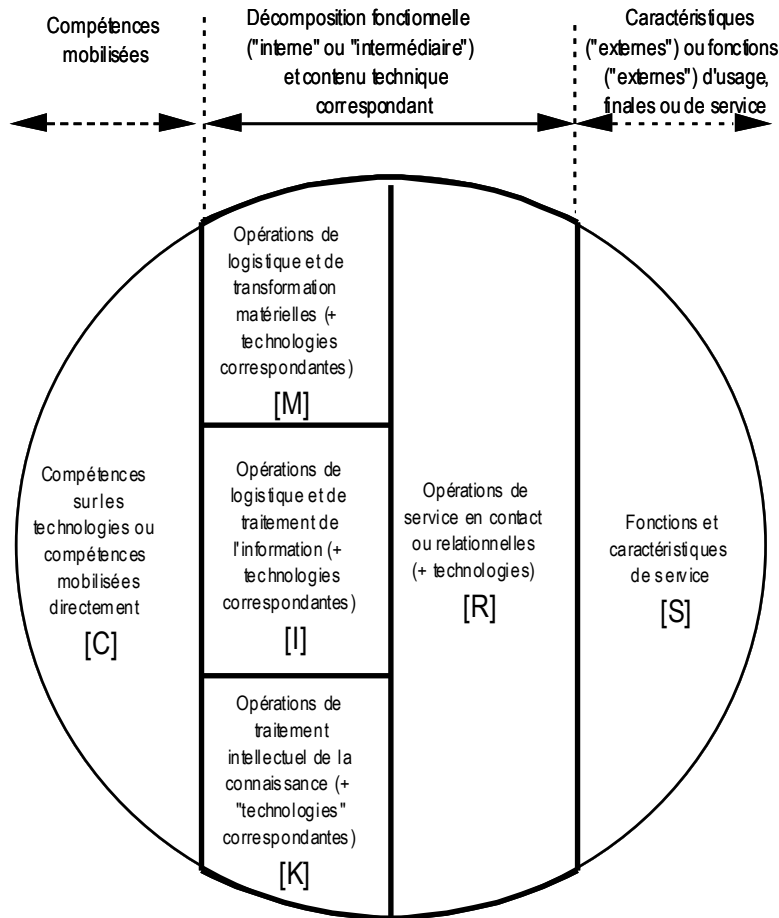 Compétences
mobilisées
Décomposition fonctionnelle
("interne" ou "intermédiaire")
et contenu technique
correspondant
Caractéristiques
("externes") ou fonctions
("externes") d'usage,
finales ou de service
Compétences
sur les
technologies ou
compétences
mobilisées
directement
[C]
Opérations de
logistique et de
transformation
matérielles (+
technologies
correspondantes)
[M]
Opérations de
logistique et de
traitement de
l'information (+
technologies
correspondantes)
[I]
Opérations de
traitement
intellectuel de la
connaissance (+
"technologies"
correspondantes)
[K]
Opérations de
service en contact
ou relationnelles
(+ technologies)
[R]
Fonctions et
caractéristiques
de service
[S]